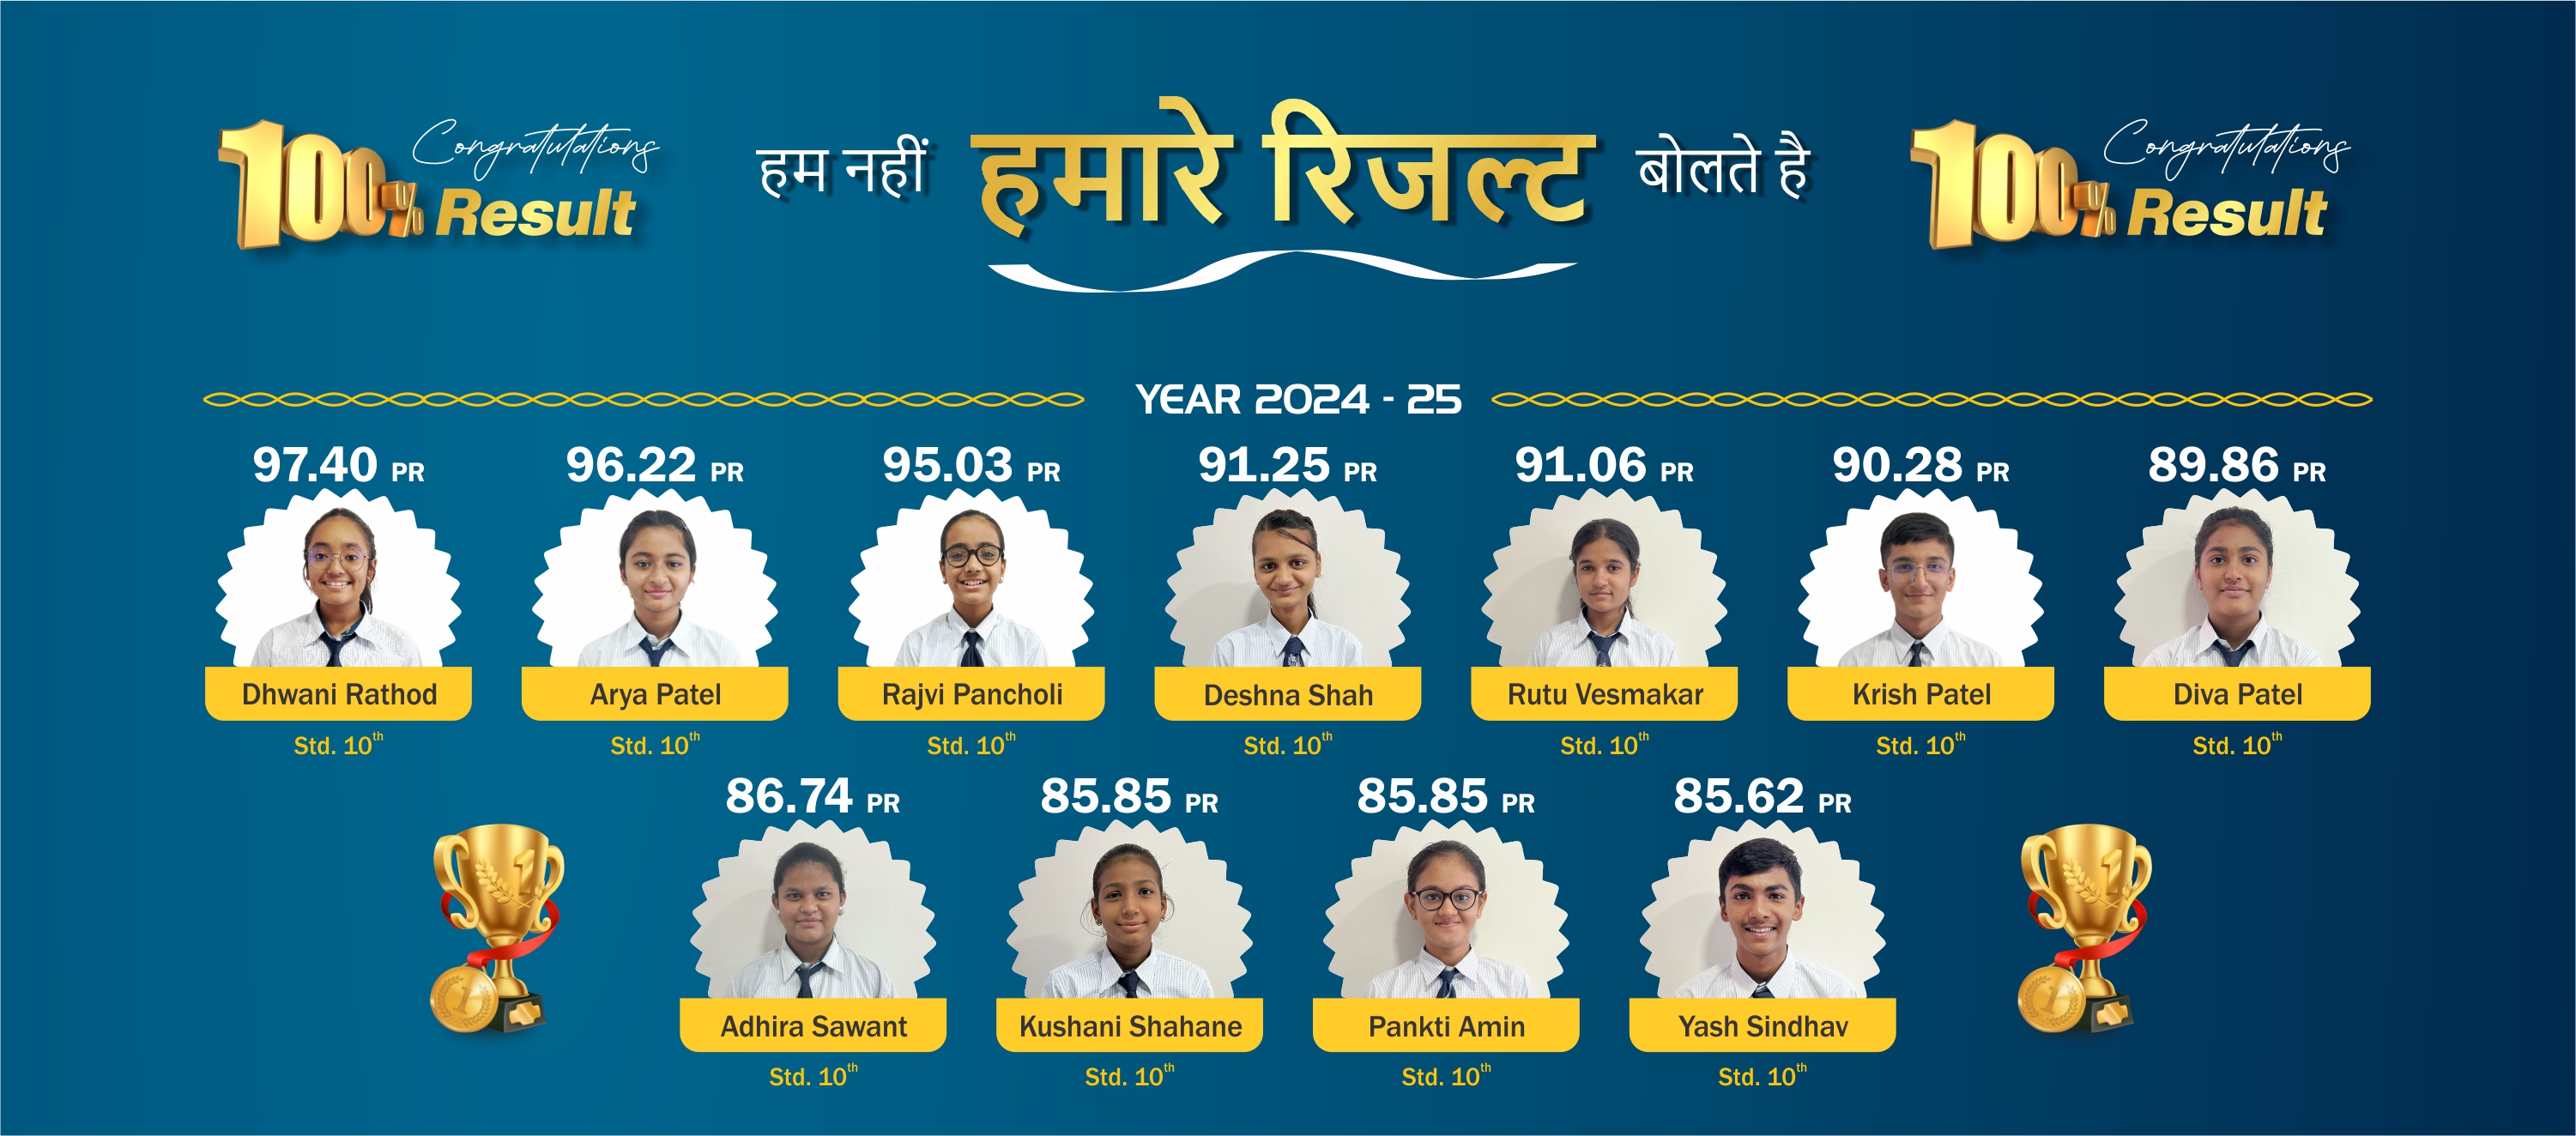 100% Congratulations Result
हम नहीं हमारे रिजल्ट बोलते है
100% Congratulations Result
YEAR 2024 - 25
97.40 PR
96.22 PR
95.03 PR
91.25 PR
91.06 PR
90.28 PR
89.86 PR
Dhwani Rathod
Arya Patel
Rajvi Pancholi
Deshna Shah
Rutu Vesmakar
Krish Patel
Diva Patel
Std. 10th
Std. 10th
Std. 10th
Std. 10th
Std. 10th
Std. 10th
Std. 10th
86.74 PR
85.85 PR
85.85 PR
85.62 PR
1
1
1
1
Adhira Sawant
Kushani Shahane
Pankti Amin
Yash Sindhav
Std. 10th
Std. 10th
Std. 10th
Std. 10th